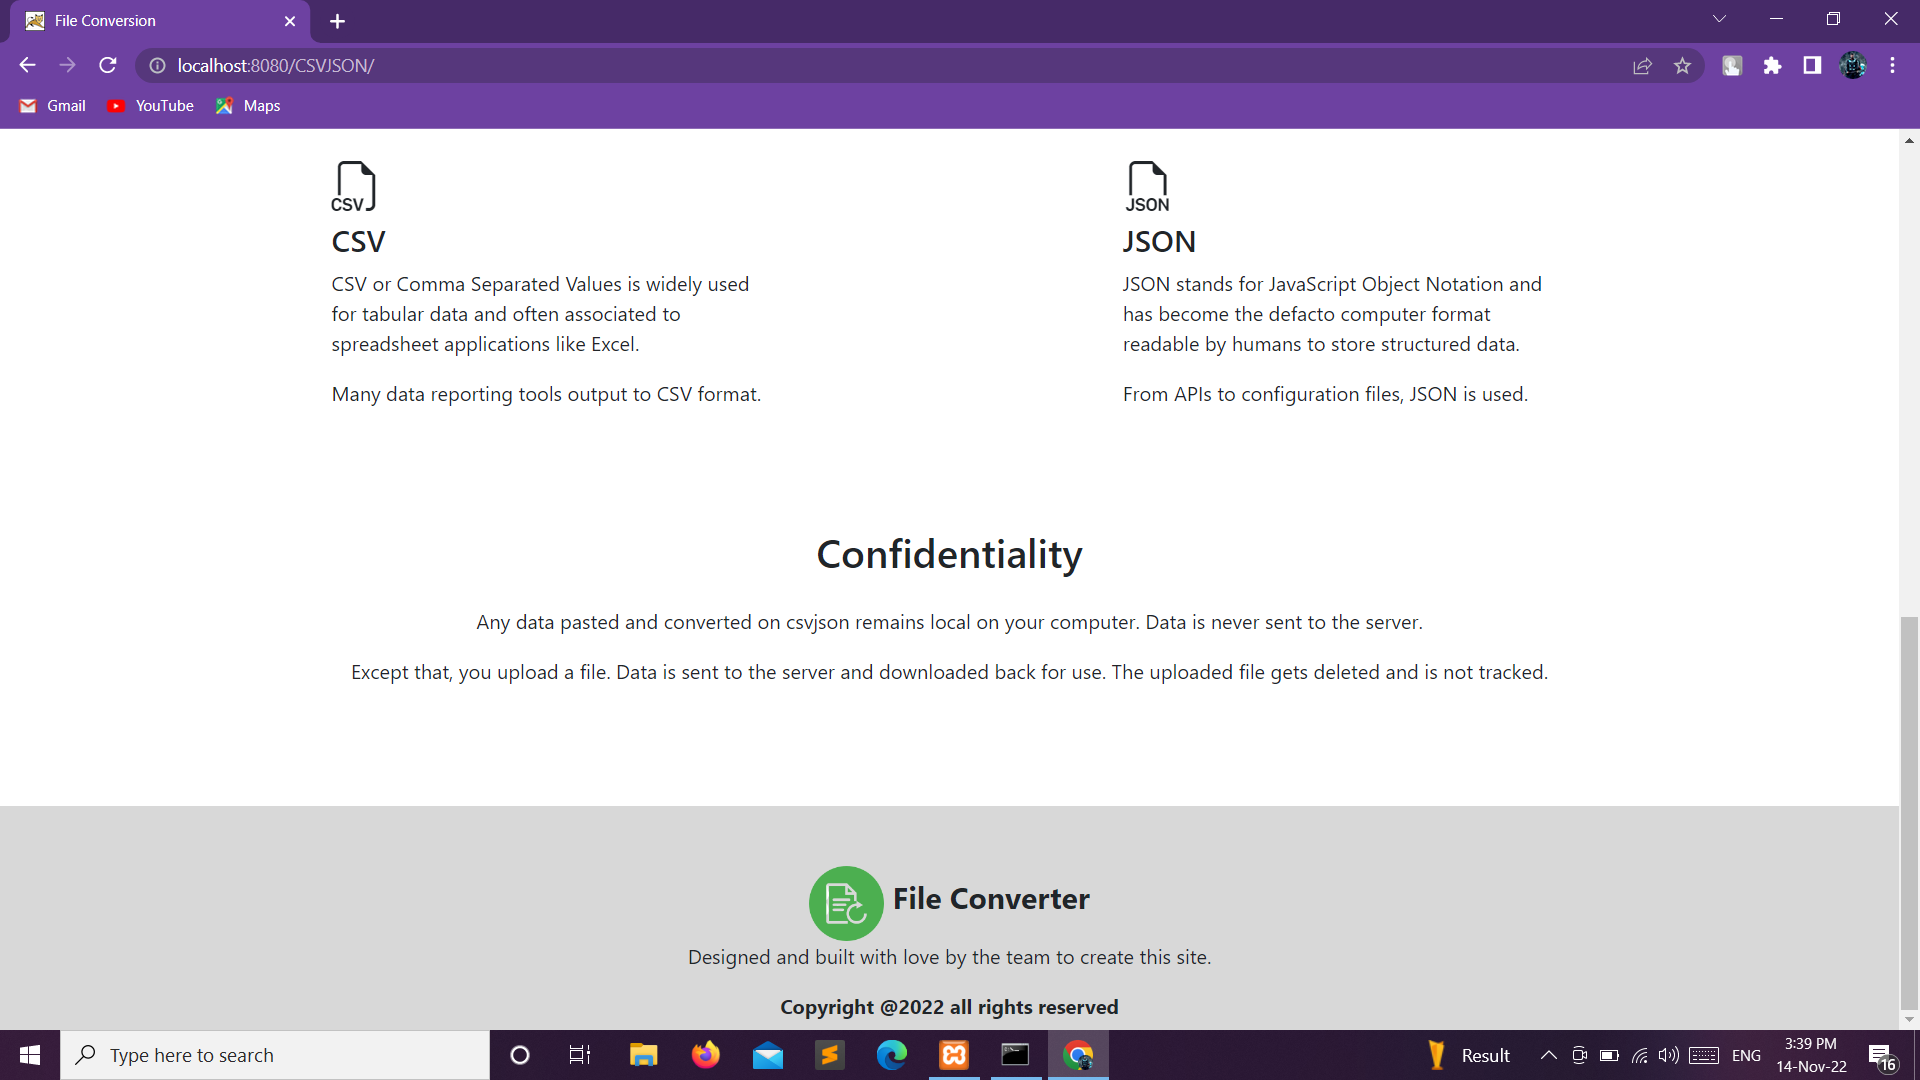 File Conversion
localhost:8080/CSVJSON/
Gmail YouTube Maps
CSV
CSV
CSV or Comma Separated Values is widely used
for tabular data and often associated to
spreadsheet applications like Excel.
Many data reporting tools output to CSV format.
JSON
JSON
JSON stands for JavaScript Object Notation and
has become the defacto computer format
readable by humans to store structured data.
From APIs to configuration files, JSON is used.
Confidentiality
Any data pasted and converted on csvjson remains local on your computer. Data is never sent to the server.
Except that, you upload a file. Data is sent to the server and downloaded back for use. The uploaded file gets deleted and is not tracked.
File Converter
Designed and built with love by the team to create this site.
Copyright @2022 all rights reserved
Type here to search
Result
ENG
3:39 PM
14-Nov-22
16